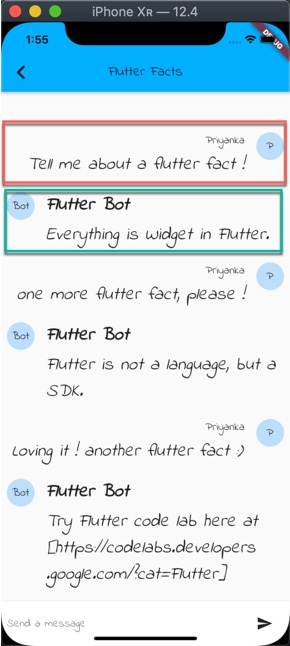 iPhone XR — 12.4
1:55
DEBUG
Flutter Facts
Priyanka
P
Tell me about a flutter fact !
Bot
Flutter Bot
Everything is widget in Flutter.
Priyanka
P
one more flutter fact, please !
Bot
Flutter Bot
Flutter is not a language, but a
SDK.
Priyanka
P
Loving it ! another flutter fact :)
Bot
Flutter Bot
Try Flutter code lab here at
[https://codelabs.developers
.google.com/?cat=Flutter]
Send a message